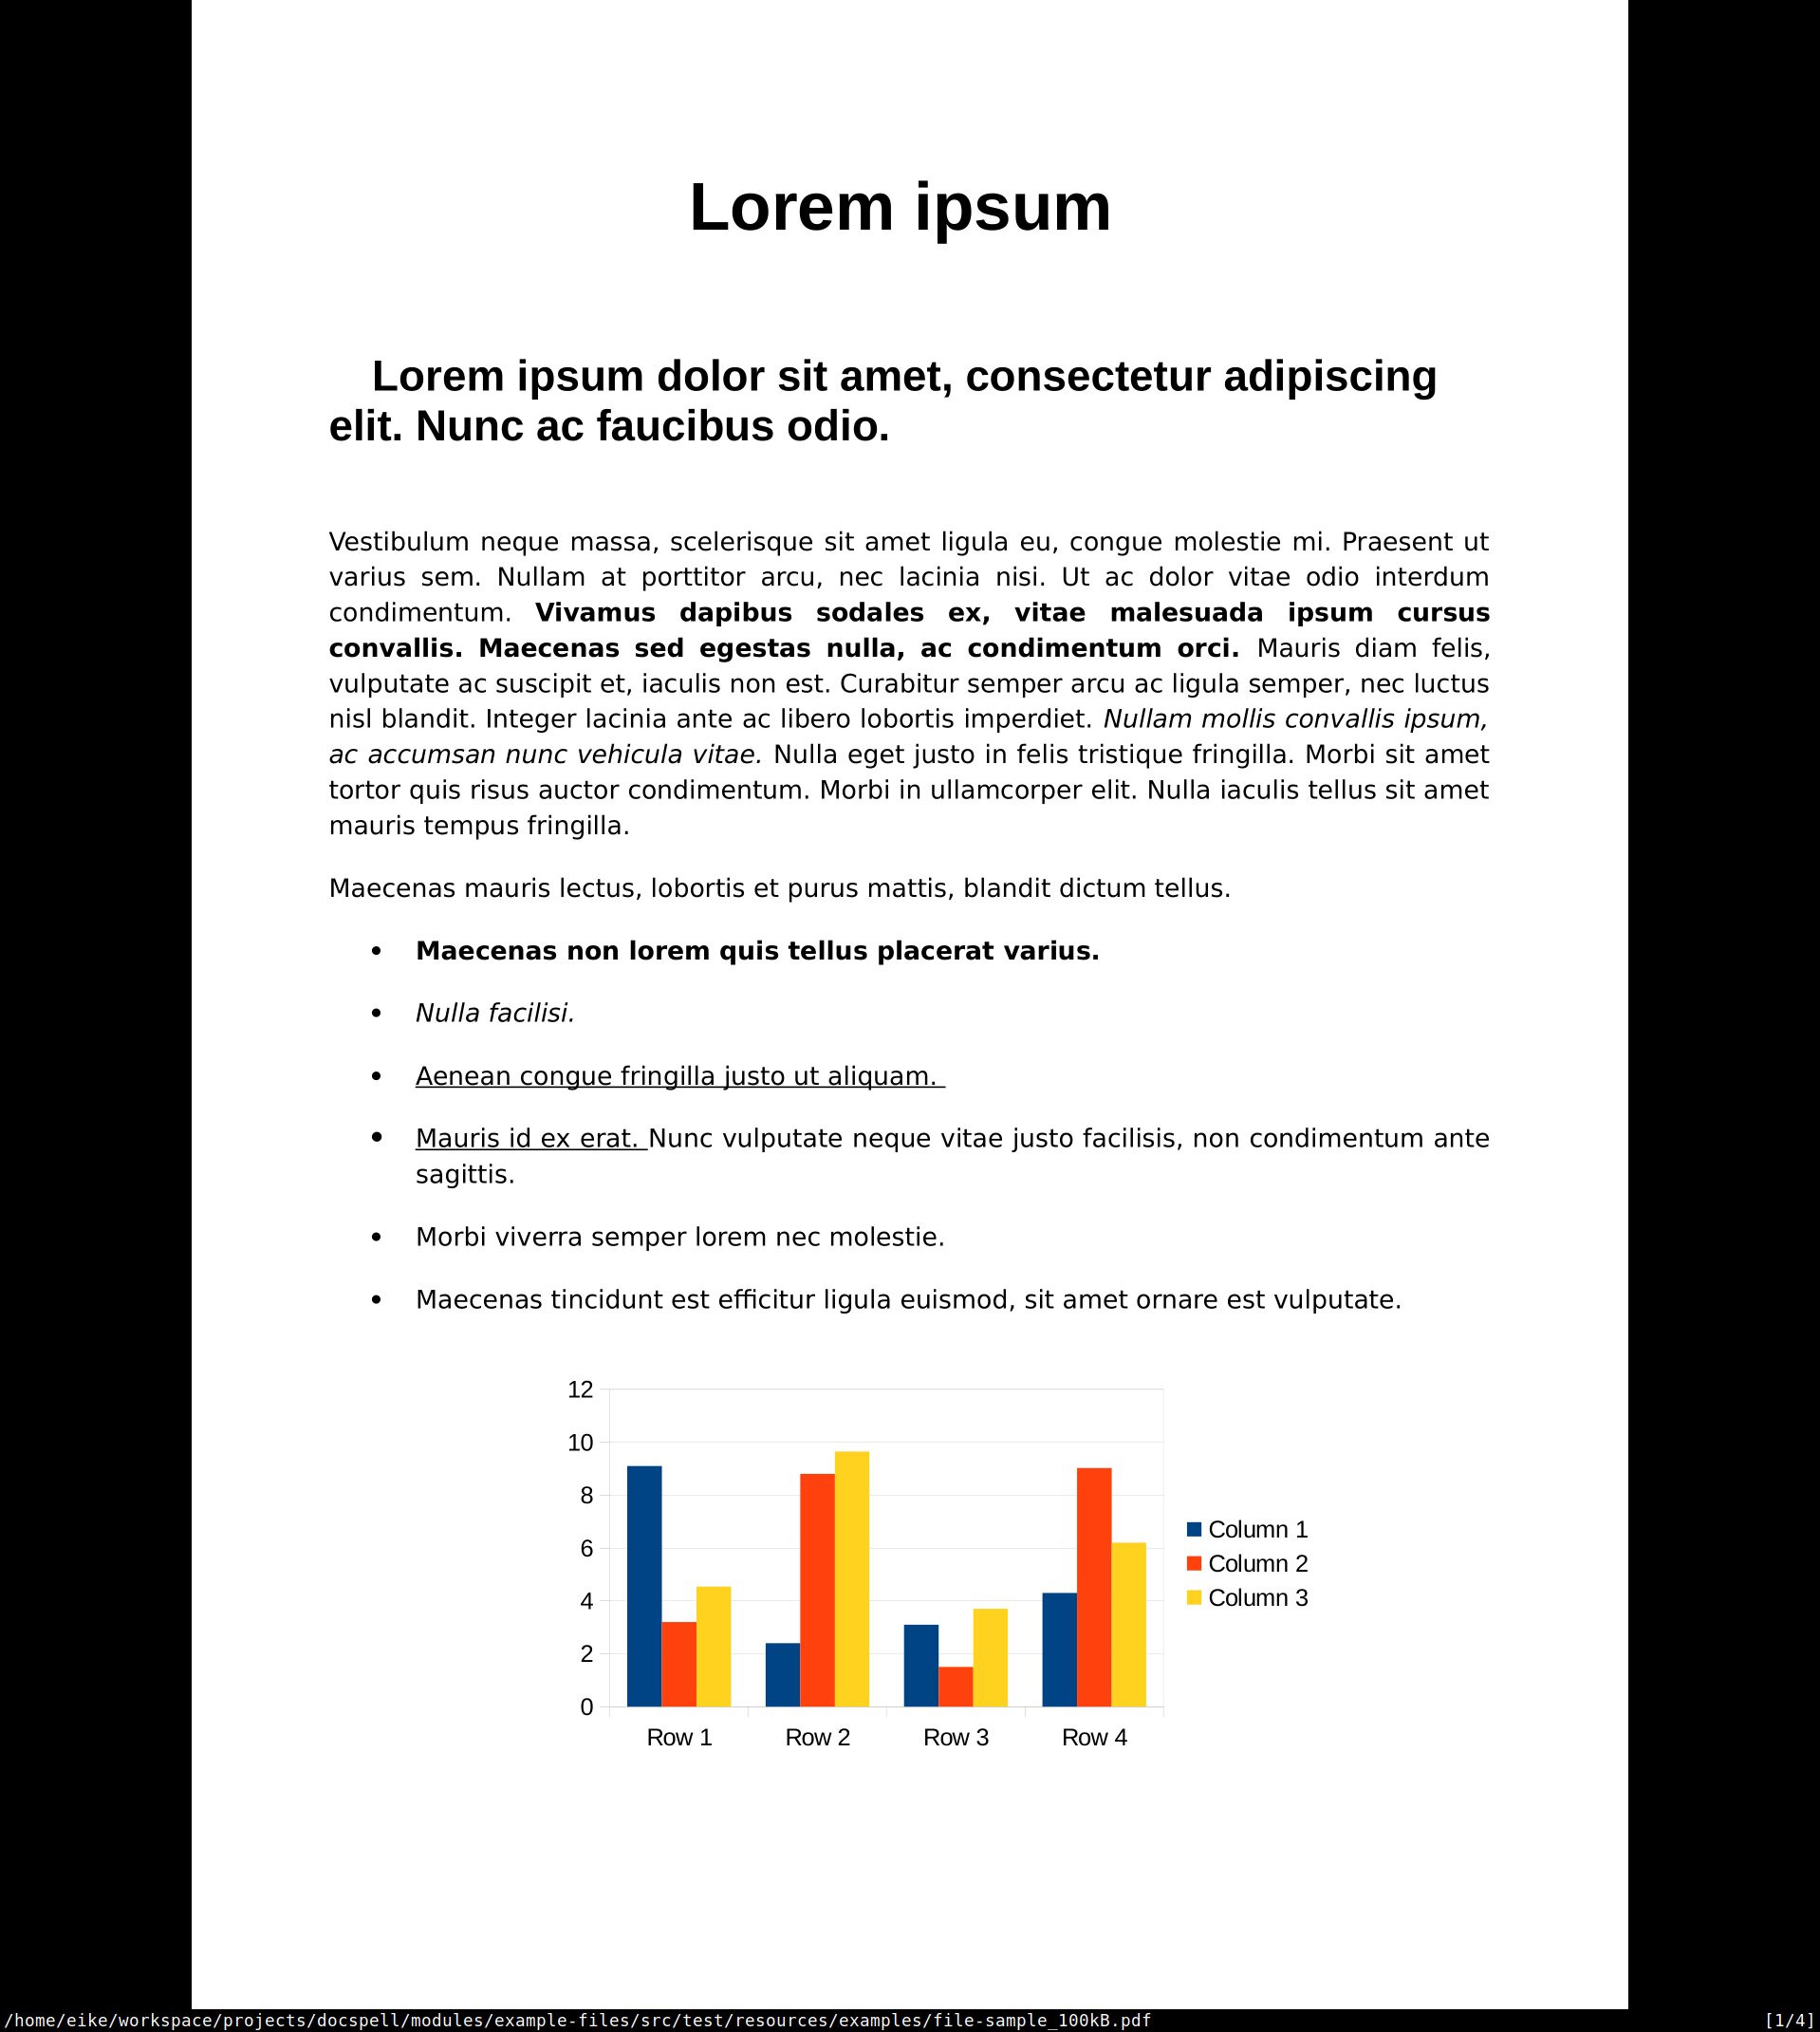 Lorem ipsum
Lorem ipsum dolor sit amet, consectetur adipiscing
elit. Nunc ac faucibus odio.
Vestibulum neque massa, scelerisque sit amet ligula eu, congue molestie mi. Praesent ut
varius sem. Nullam at porttitor arcu, nec lacinia nisi. Ut ac dolor vitae odio interdum
condimentum. Vivamus dapibus sodales ex, vitae malesuada ipsum cursus
convallis. Maecenas sed egestas nulla, ac condimentum orci. Mauris diam felis,
vulputate ac suscipit et, iaculis non est. Curabitur semper arcu ac ligula semper, nec luctus
nisl blandit. Integer lacinia ante ac libero lobortis imperdiet. Nullam mollis convallis ipsum,
ac accumsan nunc vehicula vitae. Nulla eget justo in felis tristique fringilla. Morbi sit amet
tortor quis risus auctor condimentum. Morbi in ullamcorper elit. Nulla iaculis tellus sit amet
mauris tempus fringilla.
Maecenas mauris lectus, lobortis et purus mattis, blandit dictum tellus.
• Maecenas non lorem quis tellus placerat varius.
• Nulla facilisi.
• Aenean congue fringilla justo ut aliquam.
• Mauris id ex erat. Nunc vulputate neque vitae justo facilisis, non condimentum ante
sagittis.
• Morbi viverra semper lorem nec molestie.
• Maecenas tincidunt est efficitur ligula euismod, sit amet ornare est vulputate.
12
10
8
6
4
2
0
Row 1 Row 2 Row 3 Row 4
Column 1
Column 2
Column 3
/home/eike/workspace/projects/docspell/modules/example-files/src/test/resources/examples/file-sample_100kB.pdf [1/4]